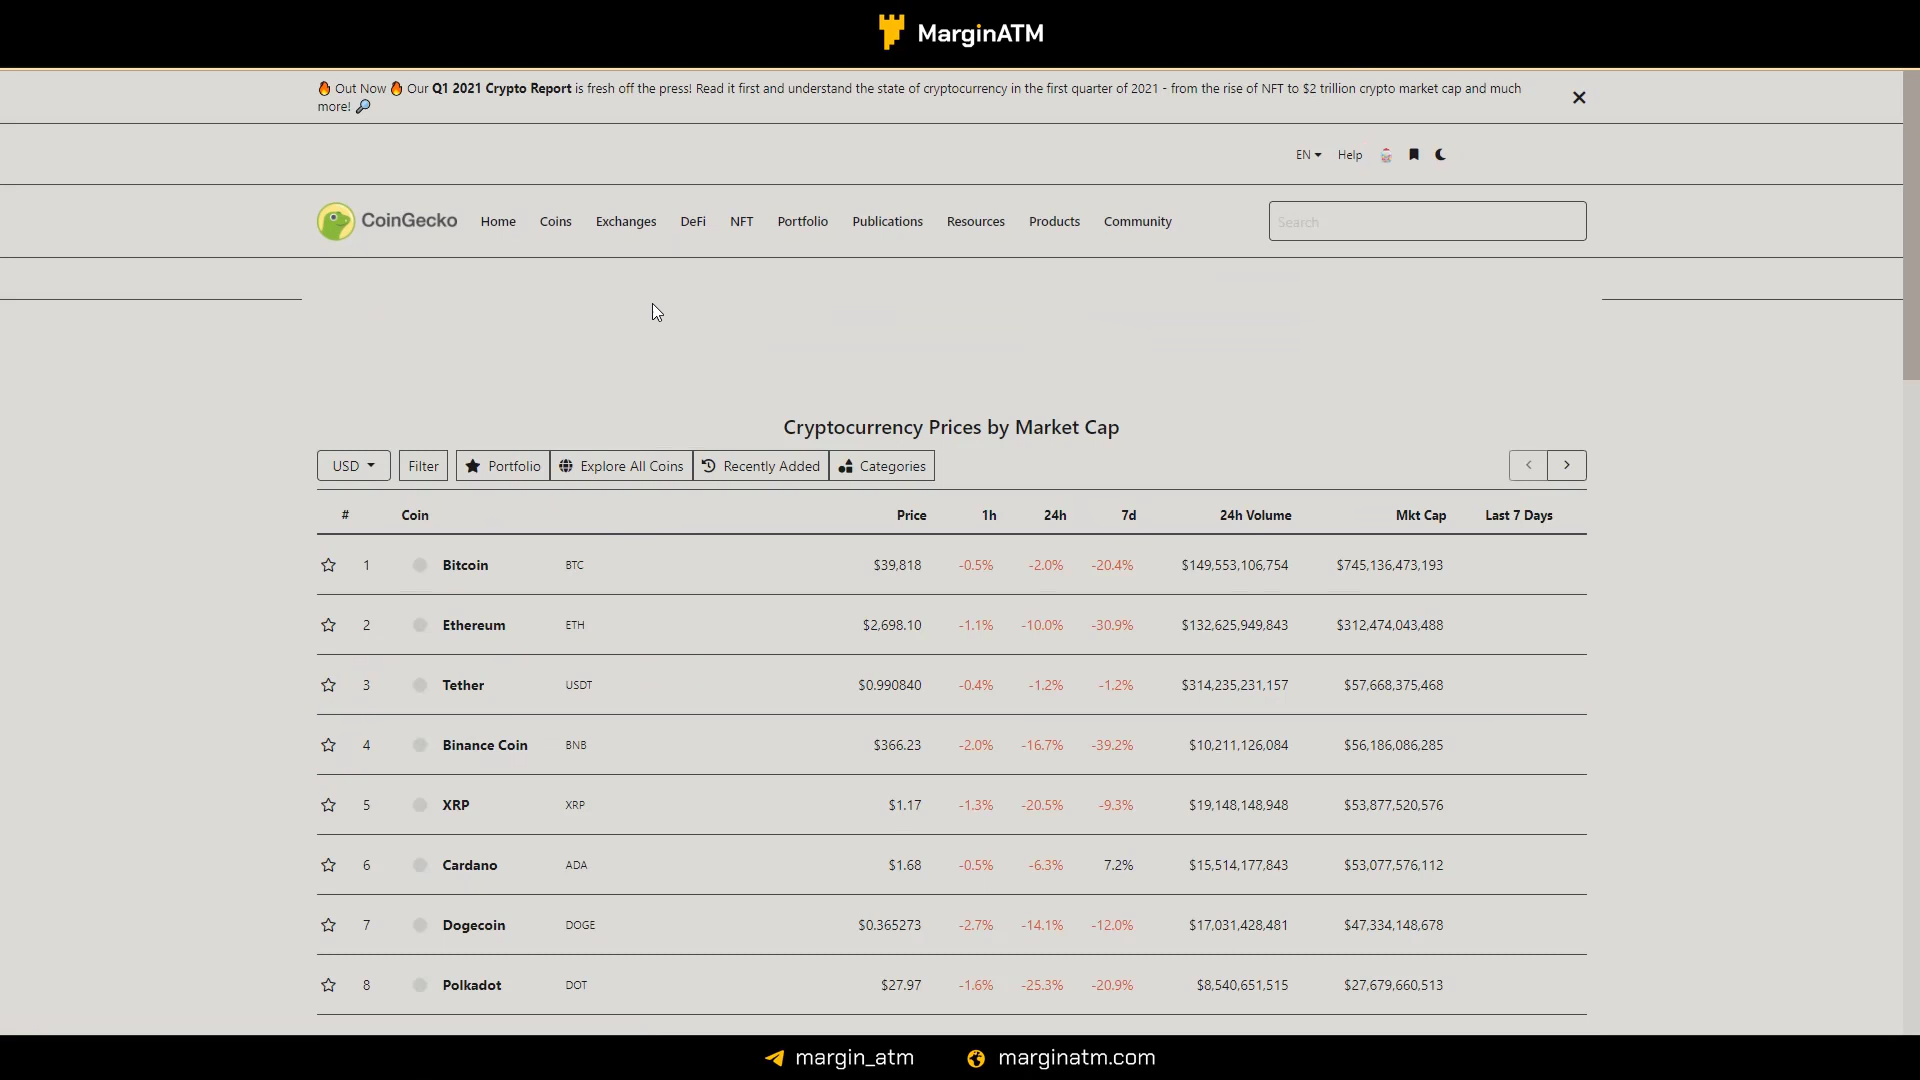 MarginATM
Out Now Our Q1 2021 Crypto Report is fresh off the press! Read it first and understand the state of cryptocurrency in the first quarter of 2021 - from the rise of NFT to $2 trillion crypto market cap and much
more!
EN Help
CoinGecko Home Coins Exchanges DeFi NFT Portfolio Publications Resources Products Community Search
Cryptocurrency Prices by Market Cap
USD Filter Portfolio Explore All Coins Recently Added Categories
# Coin Price 1h 24h 7d 24h Volume Mkt Cap Last 7 Days
1 Bitcoin BTC $39,818 -0.5% -2.0% -20.4% $149,553,106,754 $745,136,473,193
2 Ethereum ETH $2,698.10 -1.1% -10.0% -30.9% $132,625,949,843 $312,474,043,488
3 Tether USDT $0.990840 -0.4% -1.2% -1.2% $314,235,231,157 $57,668,375,468
4 Binance Coin BNB $366.23 -2.0% -16.7% -39.2% $10,211,126,084 $56,186,086,285
5 XRP XRP $1.17 -1.3% -20.5% -9.3% $19,148,148,948 $53,877,520,576
6 Cardano ADA $1.68 -0.5% -6.3% 7.2% $15,514,177,843 $53,077,576,112
7 Dogecoin DOGE $0.365273 -2.7% -14.1% -12.0% $17,031,428,481 $47,334,148,678
8 Polkadot DOT $27.97 -1.6% -25.3% -20.9% $8,540,651,515 $27,679,660,513
margin_atm marginatm.com